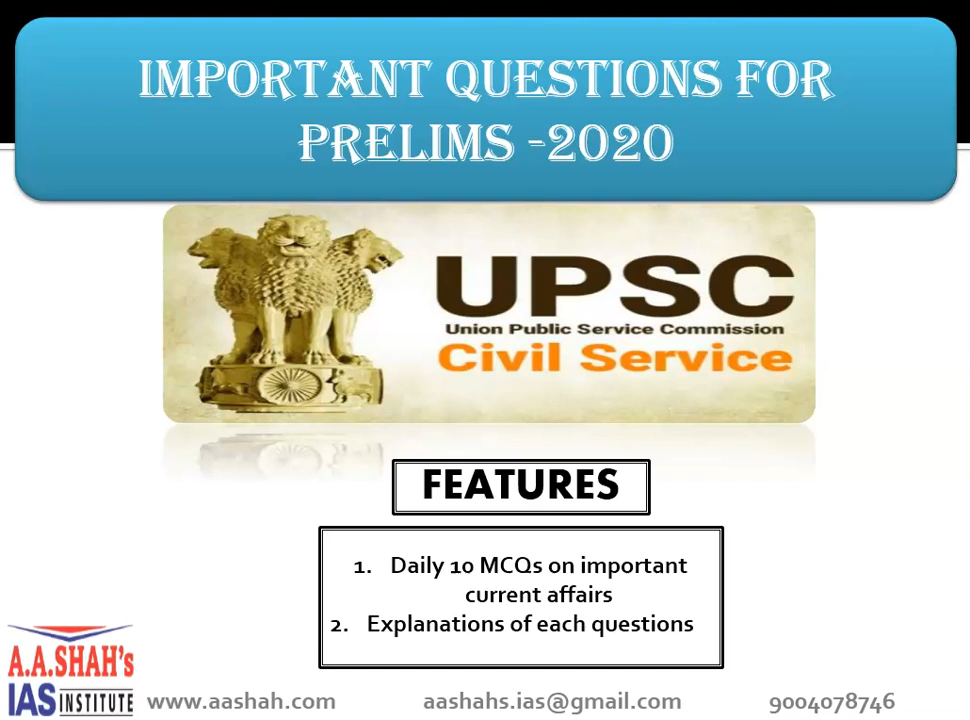 IMPORTANT QUESTIONS FOR
PRELIMS -2020
UPSC
Union Public Service Commission
Civil Service
FEATURES
1. Daily 10 MCQs on important
current affairs
2. Explanations of each questions
A.A.SHAH's
IAS INSTITUTE
www.aashah.com aashahs.ias@gmail.com 9004078746